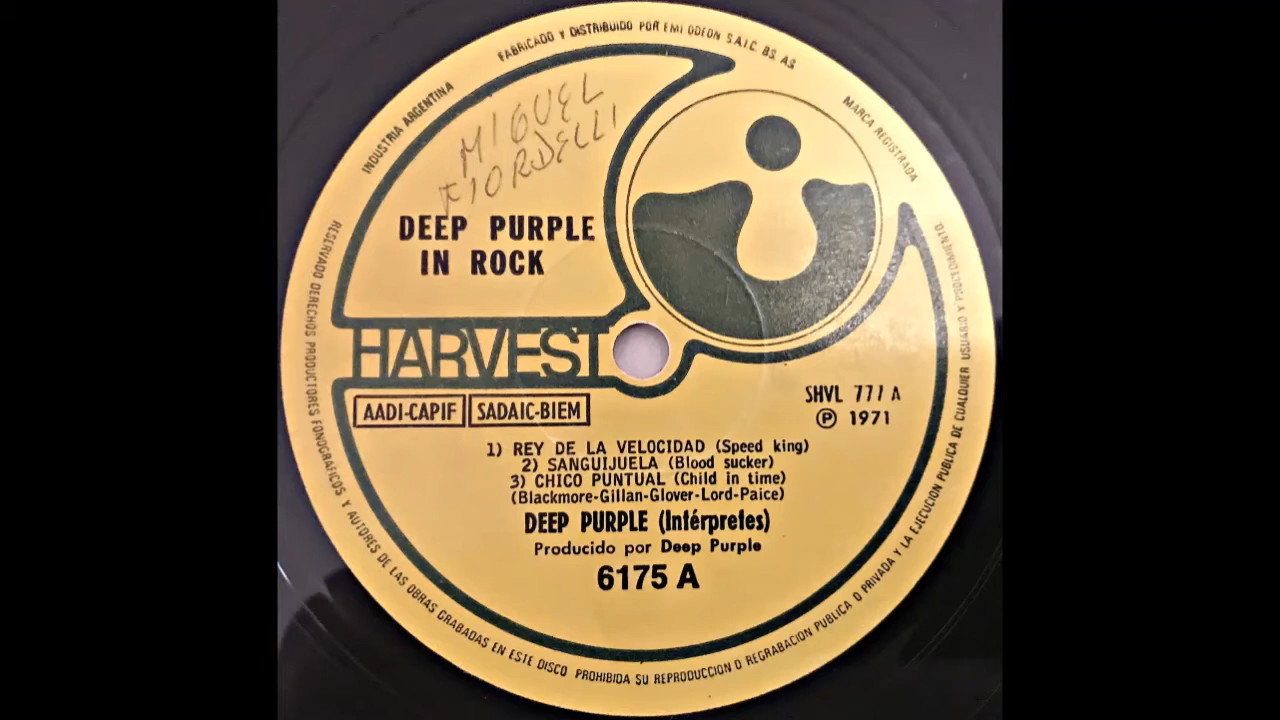 FABRICADO Y DISTRIBUIDO POR EMI ODEON S.A.I.C. BS. AS.
INDUSTRIA ARGENTINA
MARCA REGISTRADA
MIGUEL
FIORDELLI
DEEP PURPLE
IN ROCK
HARVEST
AADI-CAPIF
SADAIC-BIEM
SHVL 777 A
Ⓟ 1971
1) REY DE LA VELOCIDAD (Speed king)
2) SANGUIJUELA (Blood sucker)
3) CHICO PUNTUAL (Child in time)
(Blackmore-Gillan-Glover-Lord-Paice)
DEEP PURPLE (Intérpretes)
Producido por Deep Purple
6175 A
RESERVADO DERECHOS PRODUCTORES FONOGRAFICOS Y AUTORES DE LAS OBRAS GRABADAS EN ESTE DISCO PROHIBIDA SU REPRODUCCION O REGRABACION PUBLICA O PRIVADA Y LA EJECUCION PUBLICA DE CUALQUIER USUARIO Y